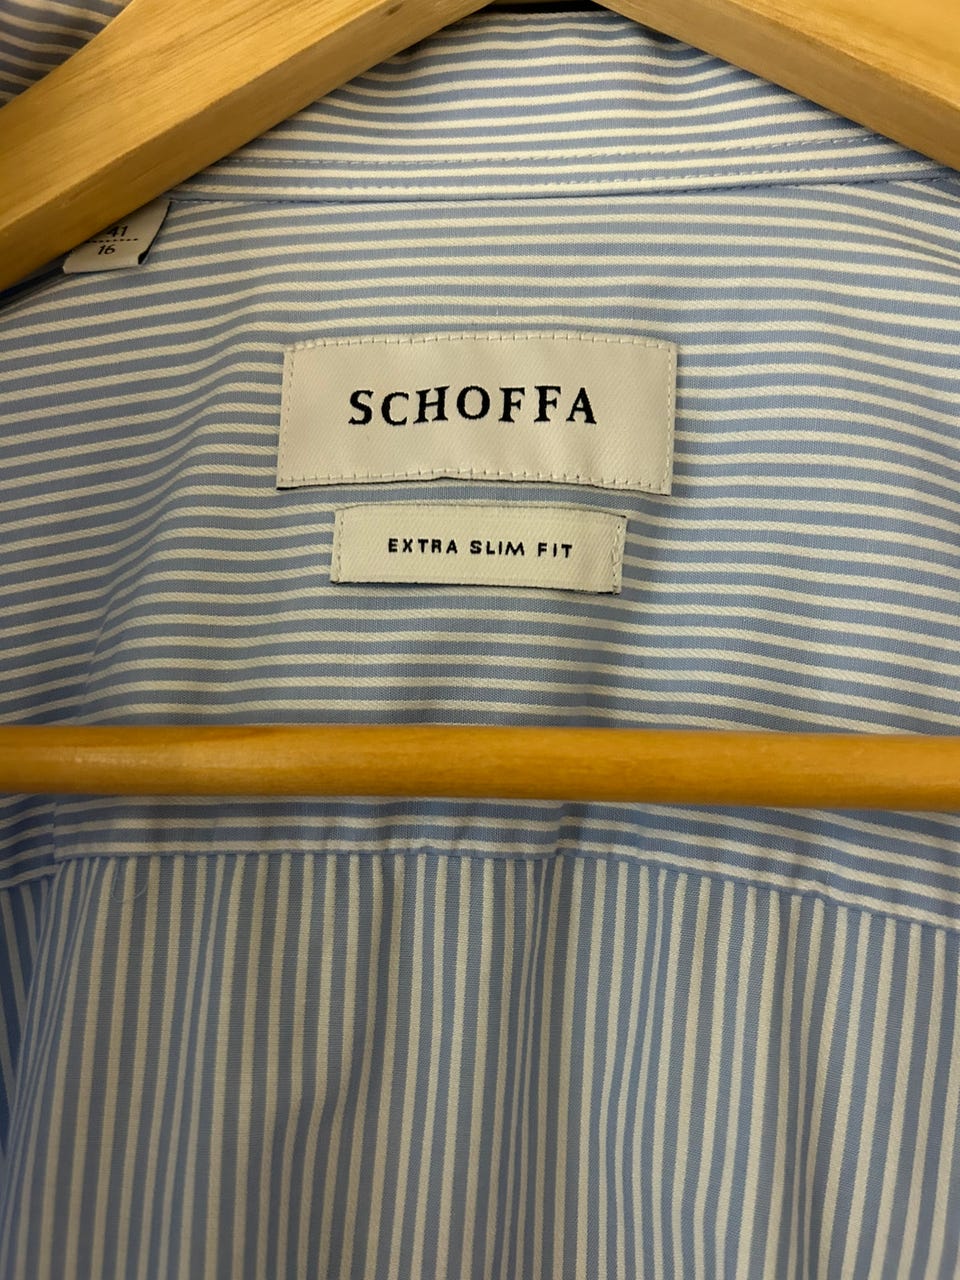 41
16
SCHOFFA
EXTRA SLIM FIT